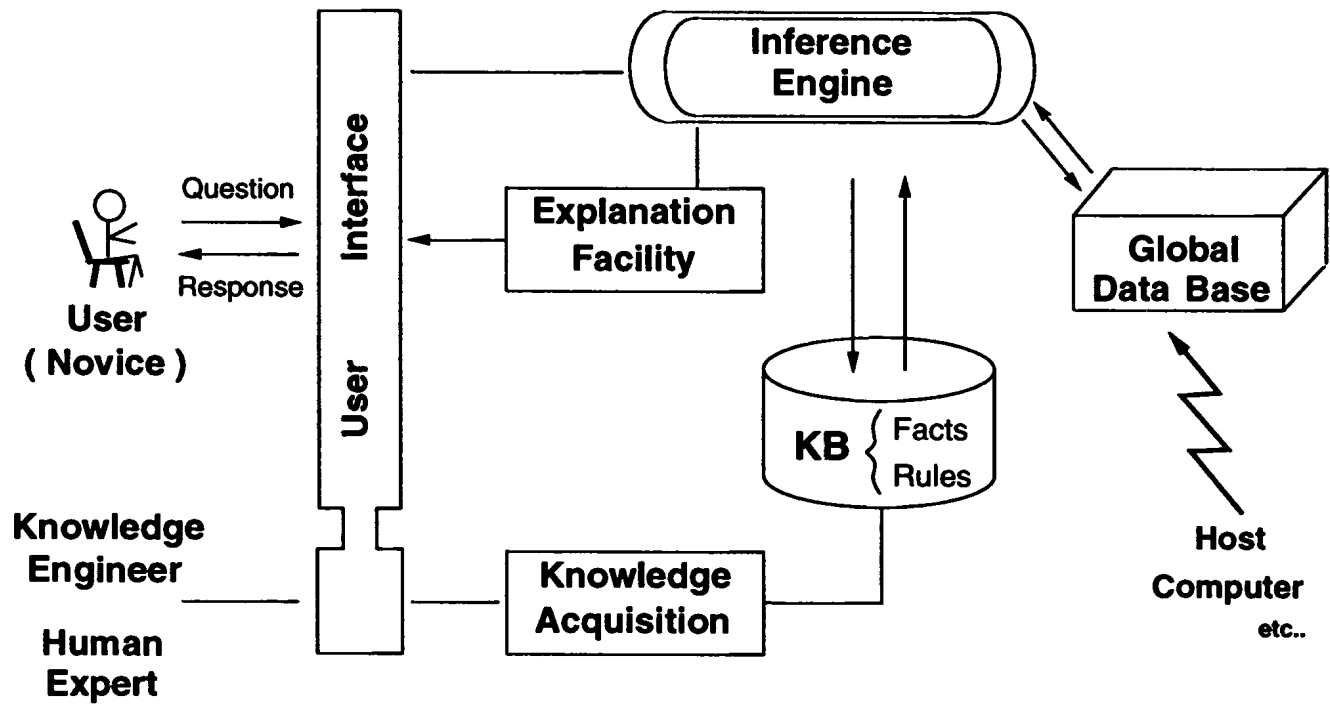 Inference
Engine
Interface
User
Question
Response
User
( Novice )
Explanation
Facility
Global
Data Base
KB
Facts
Rules
Knowledge
Engineer
Human
Expert
Knowledge
Acquisition
Host
Computer
etc..